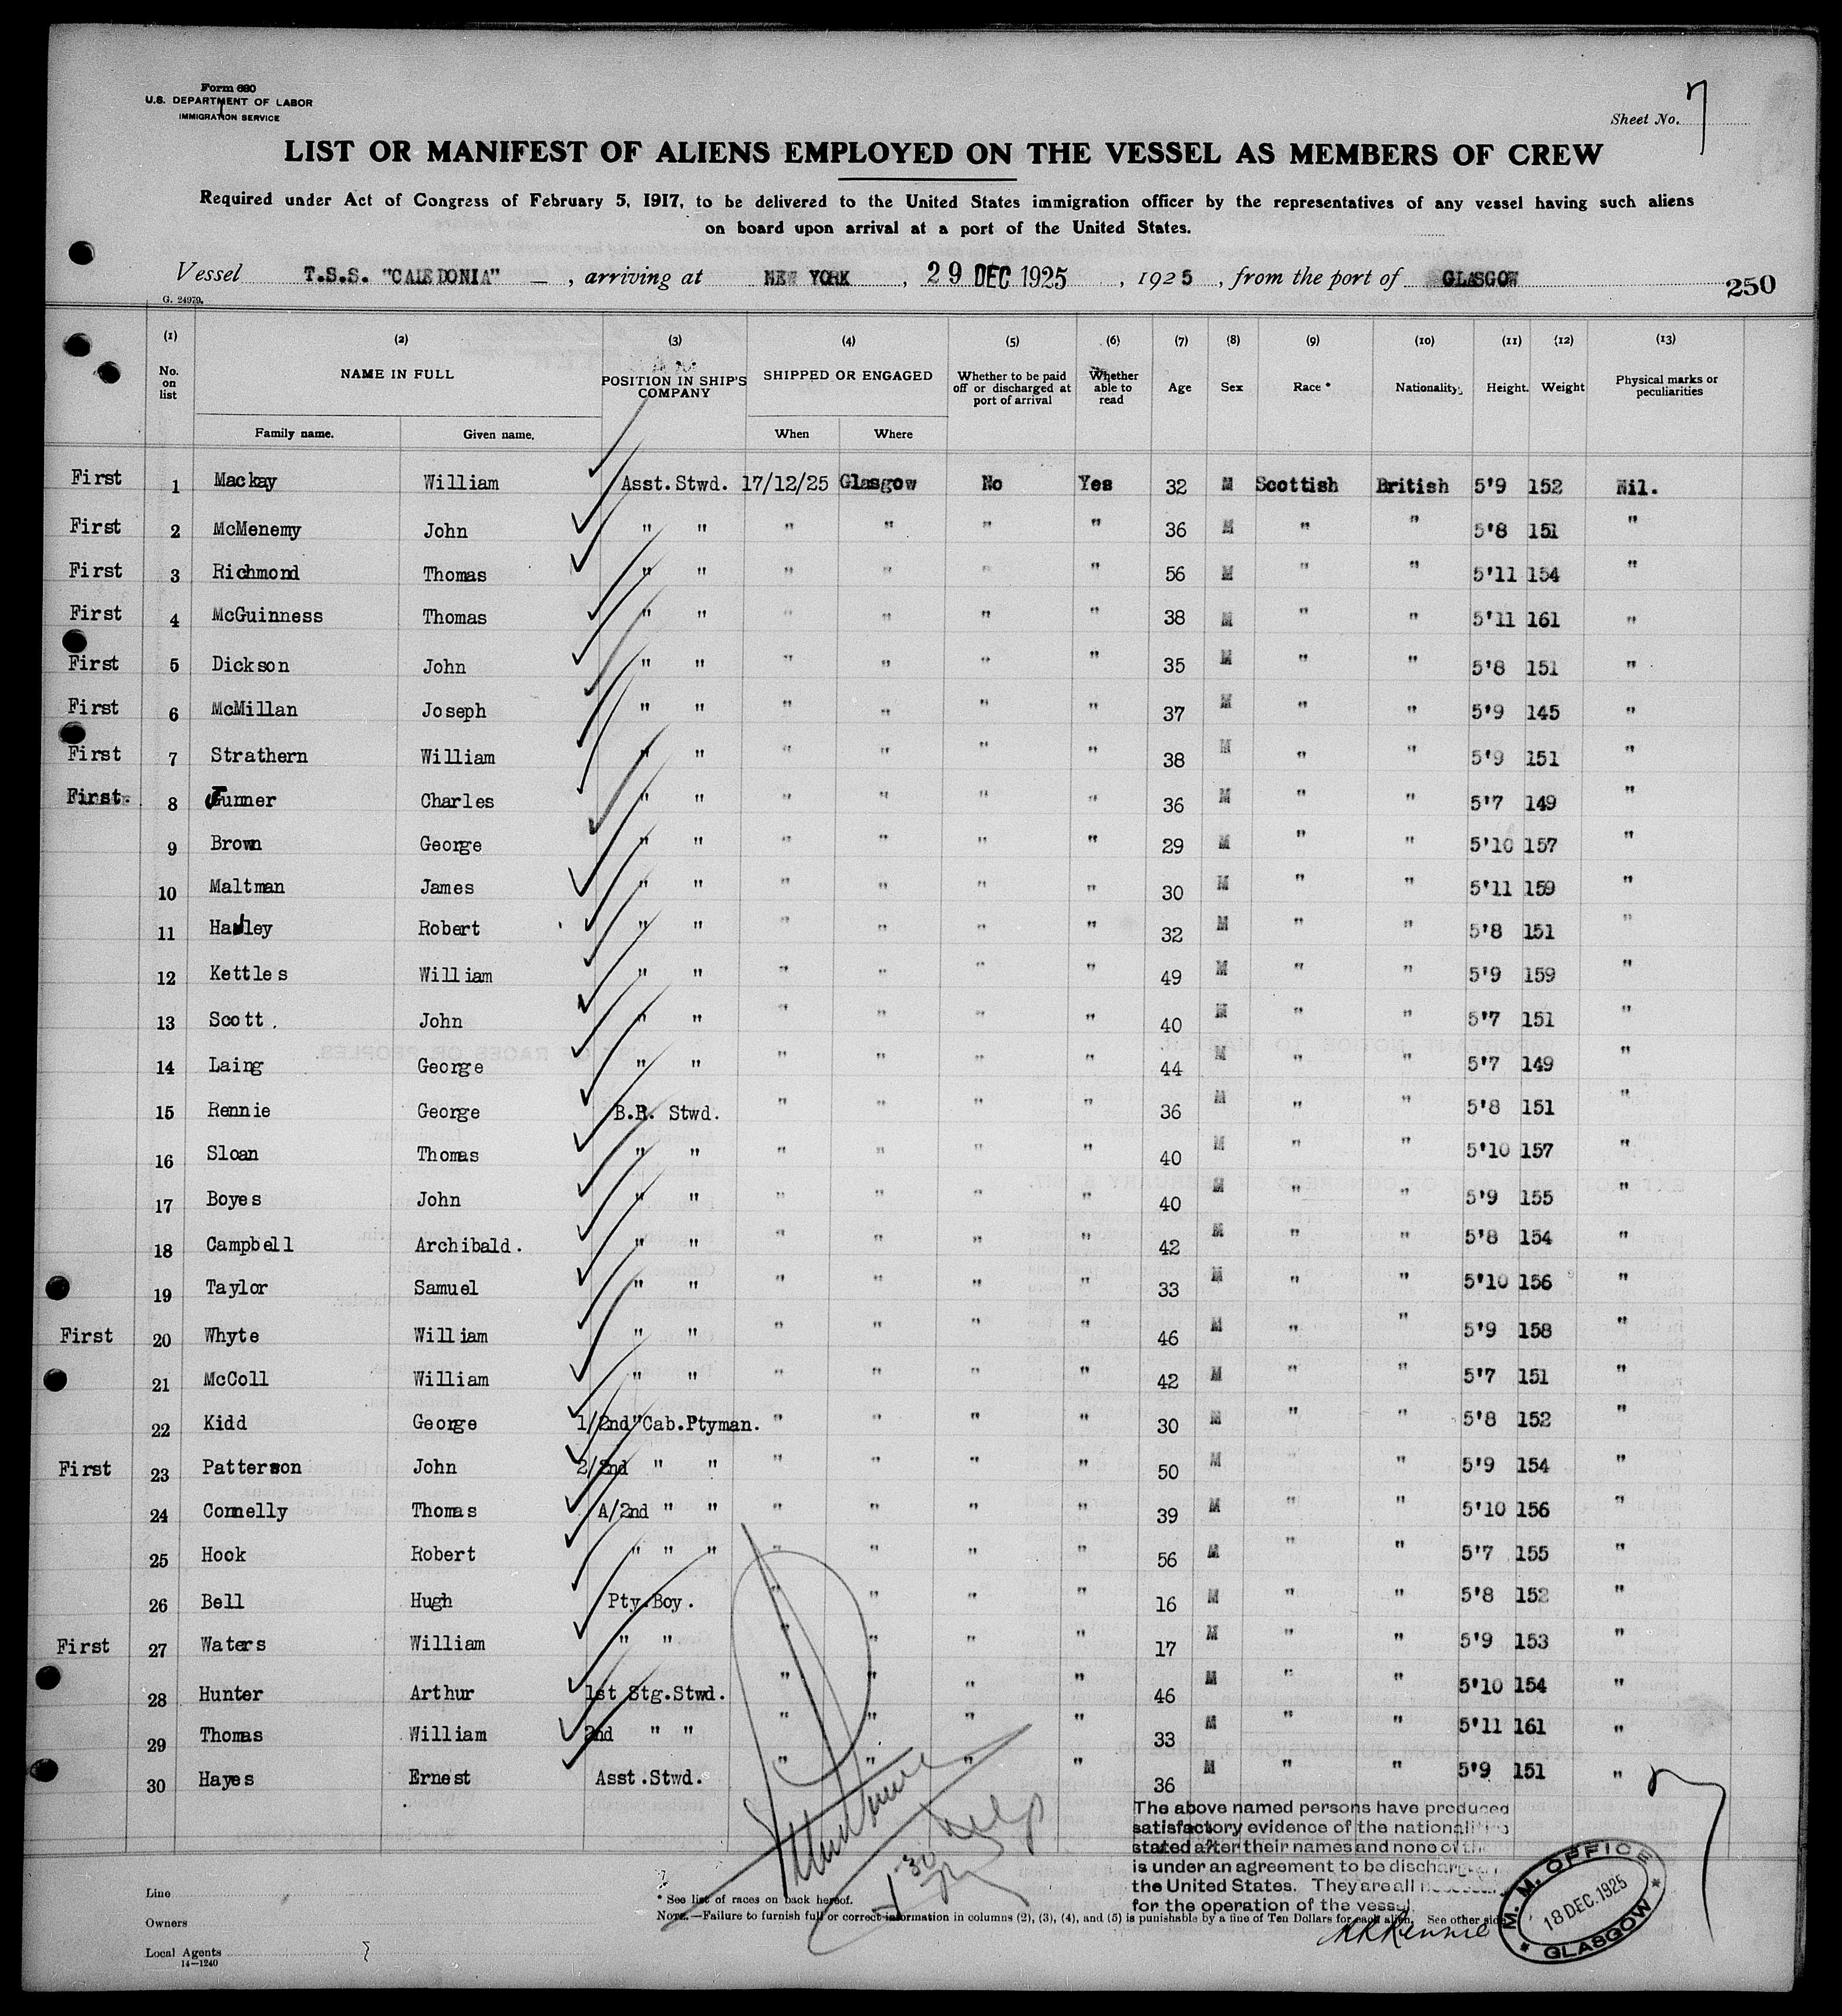 Form 680
U.S. DEPARTMENT OF LABOR
IMMIGRATION SERVICE
Sheet No. 7
LIST OR MANIFEST OF ALIENS EMPLOYED ON THE VESSEL AS MEMBERS OF CREW
Required under Act of Congress of February 5, 1917, to be delivered to the United States immigration officer by the representatives of any vessel having such aliens
on board upon arrival at a port of the United States.
Vessel T.S.S. "CALEDONIA" , arriving at NEW YORK , 29 DEC 1925 , 1925 , from the port of GLASGOW 250
G. 24979.
(1) (2) (3) (4) (5) (6) (7) (8) (9) (10) (11) (12) (13)
No. on list NAME IN FULL POSITION IN SHIP'S COMPANY SHIPPED OR ENGAGED Whether to be paid off or discharged at port of arrival Whether able to read Age Sex Race * Nationality. Height. Weight Physical marks or peculiarities
Family name. Given name. When Where
First 1 Mackay William Asst. Stwd. 17/12/25 Glasgow No Yes 32 M Scottish British 5'9 152 Nil.
First 2 McMenemy John " " " " " " 36 M " " 5'8 151 "
First 3 Richmond Thomas " " " " " " 56 M " " 5'11 154 "
First 4 McGuinness Thomas " " " " " " 38 M " " 5'11 161 "
First 5 Dickson John " " " " " " 35 M " " 5'8 151 "
First 6 McMillan Joseph " " " " " " 37 M " " 5'9 145 "
First 7 Strathern William " " " " " " 38 M " " 5'9 151 "
First. 8 Charles " " " " " " 36 M " " 5'7 149 "
9 Brown George " " " " " " 29 M " " 5'10 157 "
10 Maltman James " " " " " " 30 M " " 5'11 159 "
11 Robert " " " " " " 32 M " " 5'8 151 "
12 Kettles William " " " " " " 49 M " " 5'9 159 "
13 Scott. John " " " " " " 40 M " " 5'7 151 "
14 Laing George " " " " " " 44 M " " 5'7 149 "
15 Rennie George B.R. Stwd. " " " " 36 M " " 5'8 151 "
16 Sloan Thomas " " " " " " 40 M " " 5'10 157 "
17 Boyes John " " " " " " 40 M " " 5'9 155 "
18 Campbell Archibald. " " " " " " 42 M " " 5'8 154 "
19 Taylor Samuel " " " " " " 33 M " " 5'10 156 "
First 20 Whyte William " " " " " " 46 M " " 5'9 158 "
21 McColl William " " " " " " 42 M " " 5'7 151 "
22 Kidd George 1/2nd"Cab.Ptyman. " " " " 30 M " " 5'8 152 "
First 23 Patterson John 2/2nd " " " " " " 50 M " " 5'9 154 "
24 Connelly Thomas A/2nd " " " " " " 39 M " " 5'10 156 "
25 Hook Robert " " " " " " " 56 M " " 5'7 155 "
26 Bell Hugh Pty.Boy. " " " " 16 M " " 5'8 152 "
First 27 Waters William " " " " " " 17 M " " 5'9 153 "
28 Hunter Arthur 1st Stg.Stwd. " " " " 46 M " " 5'10 154 "
29 Thomas William 2nd " " " " " " 33 M " " 5'11 161 "
30 Hayes Ernest Asst.Stwd. " " " " 36 M " " 5'9 151 "
The above named persons have produced
satisfactory evidence of the nationalities
stated after their names and none of them
is under an agreement to be discharged in
the United States. They are all necessary
for the operation of the vessel.
Line
Owners
Local Agents
14—1240
* See list of races on back hereof.
NOTE.—Failure to furnish full or correct information in columns (2), (3), (4), and (5) is punishable by a fine of Ten Dollars for each alien. See other side.
M. M. OFFICE
18 DEC. 1925
* GLASGOW *